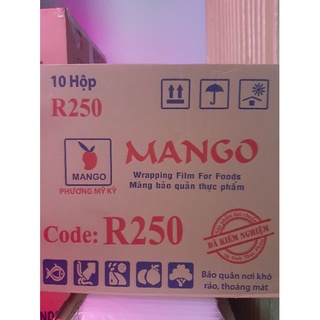 10 Hộp
R250
MANGO
MANGO
Wrapping Film For Foods
PHƯƠNG MỸ KỲ
Màng bảo quản thực phẩm
Code: R250
ĐÃ KIỂM NGHIỆM
Bảo quản nơi khô
ráo, thoáng mát